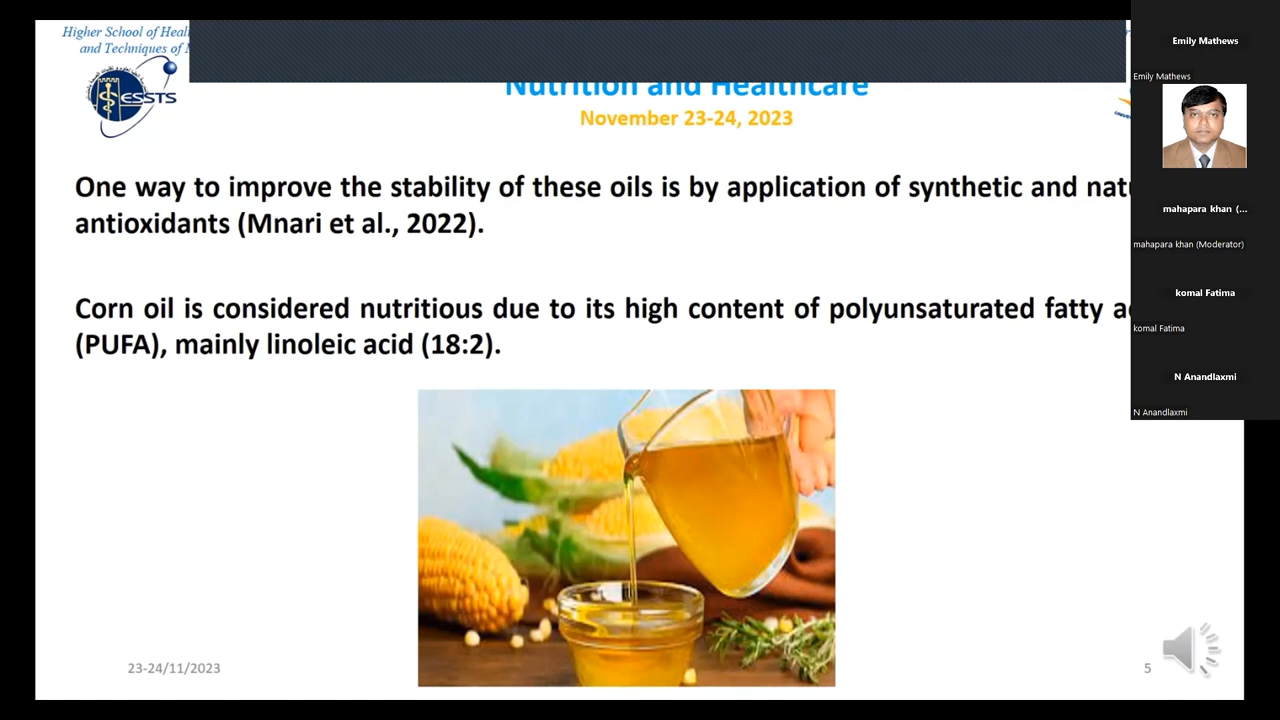 Higher School of Heal
and Techniques of
ESSTS
Nutrition and Healthcare
November 23-24, 2023
One way to improve the stability of these oils is by application of synthetic and nat
antioxidants (Mnari et al., 2022).
Corn oil is considered nutritious due to its high content of polyunsaturated fatty a
(PUFA), mainly linoleic acid (18:2).
23-24/11/2023
5
Emily Mathews
Emily Mathews
mahapara khan (...
mahapara khan (Moderator)
komal Fatima
komal Fatima
N Anandlaxmi
N Anandlaxmi